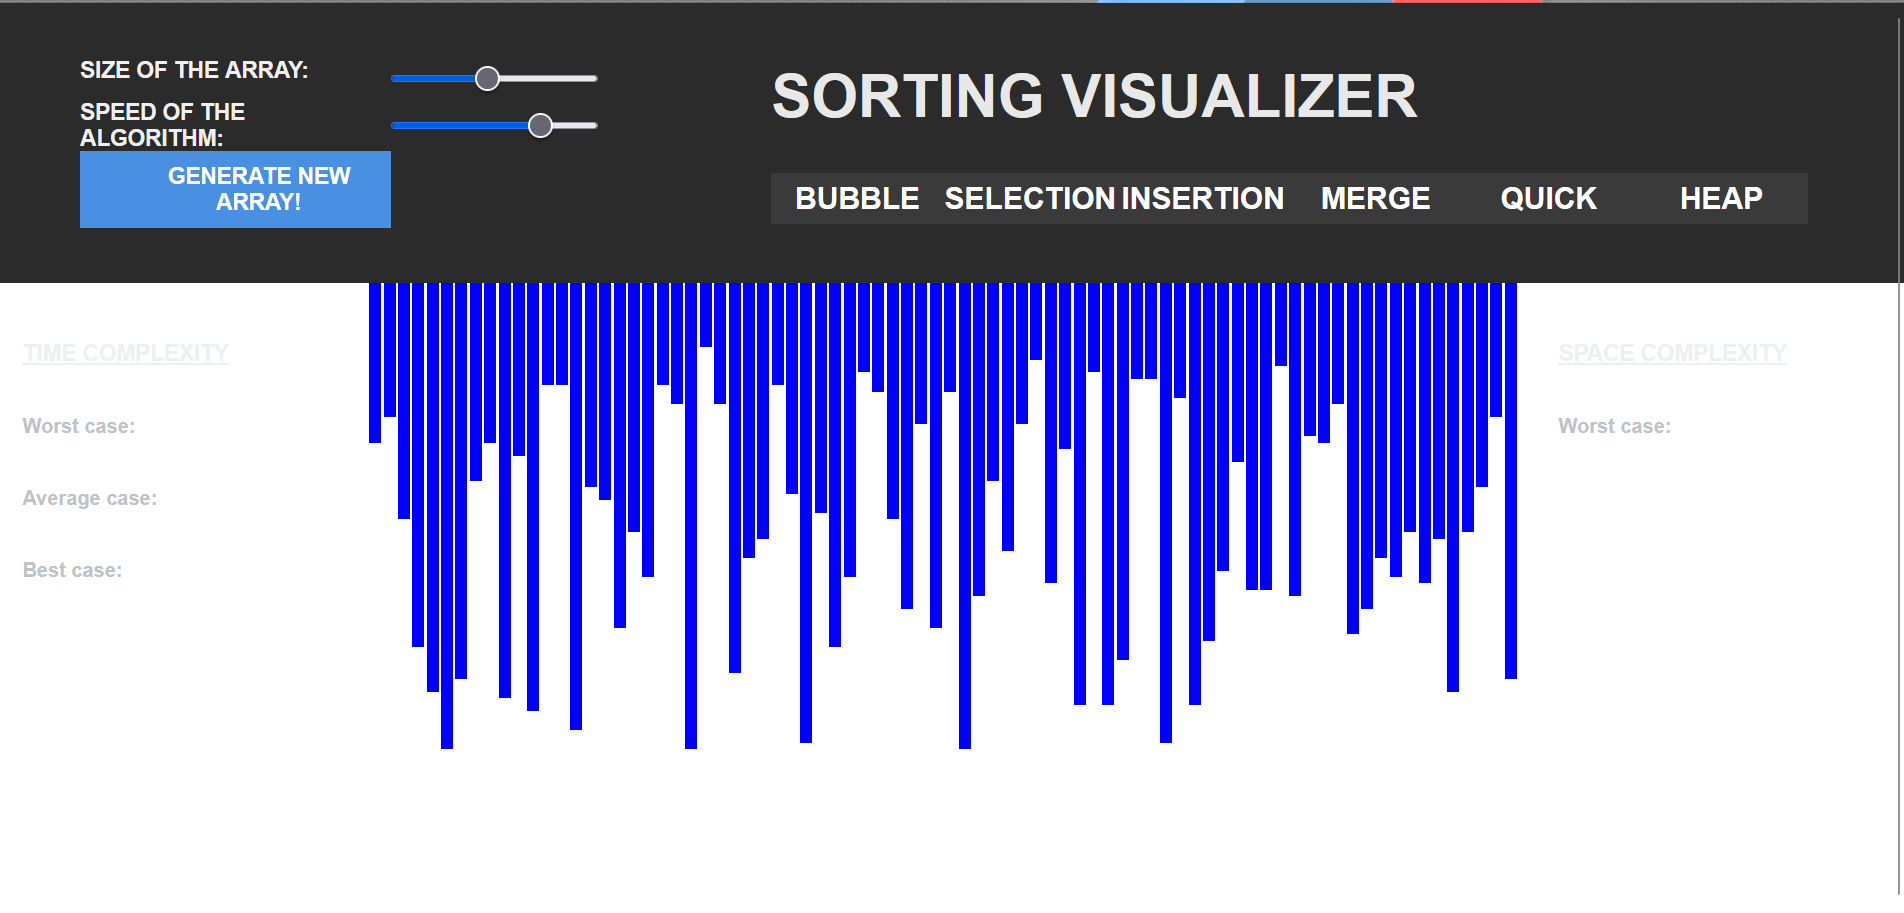 SIZE OF THE ARRAY:
SPEED OF THE
ALGORITHM:
GENERATE NEW
ARRAY!
SORTING VISUALIZER
BUBBLE SELECTION INSERTION MERGE QUICK HEAP
TIME COMPLEXITY
Worst case:
Average case:
Best case:
SPACE COMPLEXITY
Worst case: